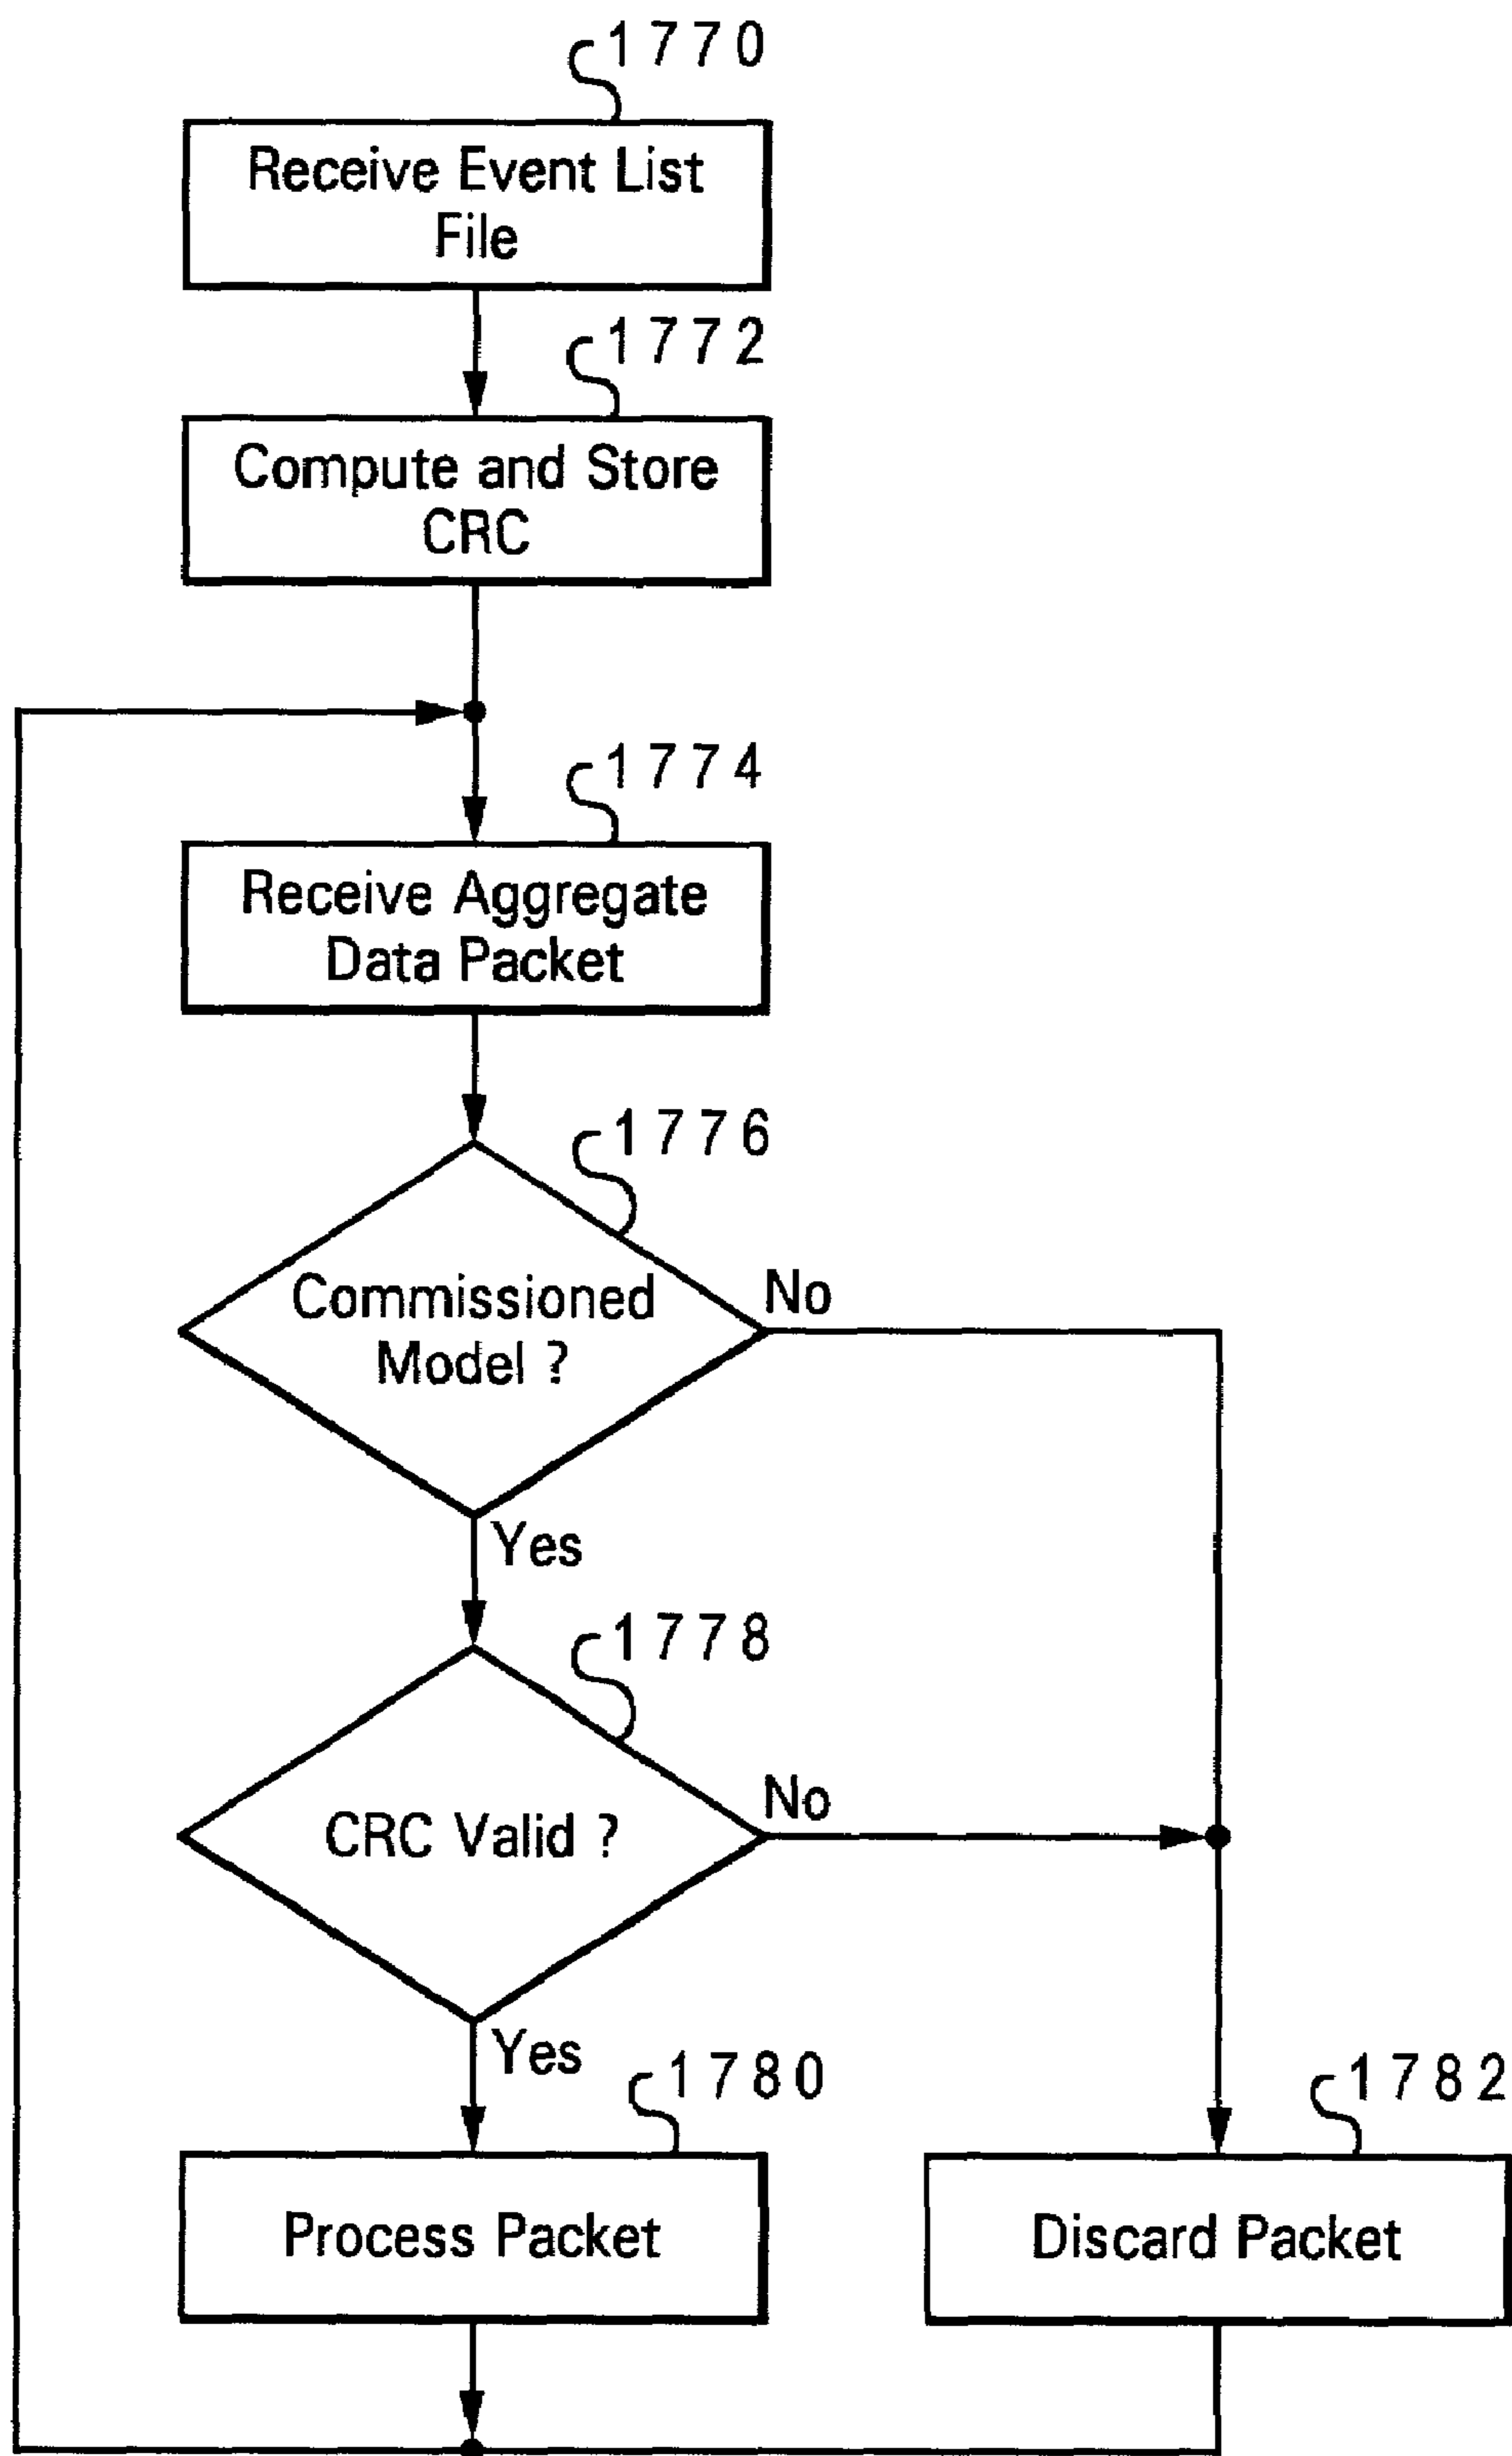 1770
Receive Event List
File
1772
Compute and Store
CRC
1774
Receive Aggregate
Data Packet
1776
Commissioned
Model ?
No
Yes
1778
CRC Valid ?
No
Yes
1780
Process Packet
1782
Discard Packet